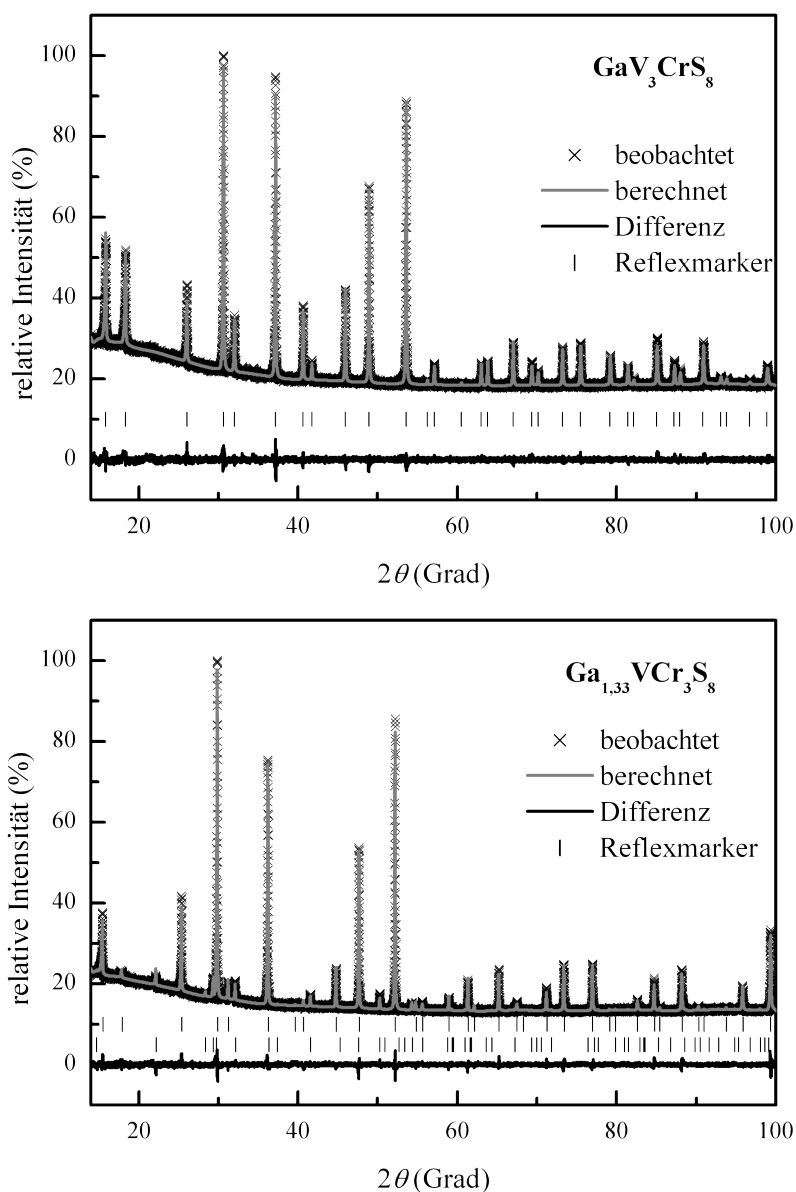 GaV₃CrS₈
× beobachtet
berechnet
Differenz
| Reflexmarker
relative Intensität (%)
100
80
60
40
20
0
20 40 60 80 100
2θ (Grad)
Ga₁,₃₃VCr₃S₈
× beobachtet
berechnet
Differenz
| Reflexmarker
relative Intensität (%)
100
80
60
40
20
0
20 40 60 80 100
2θ (Grad)